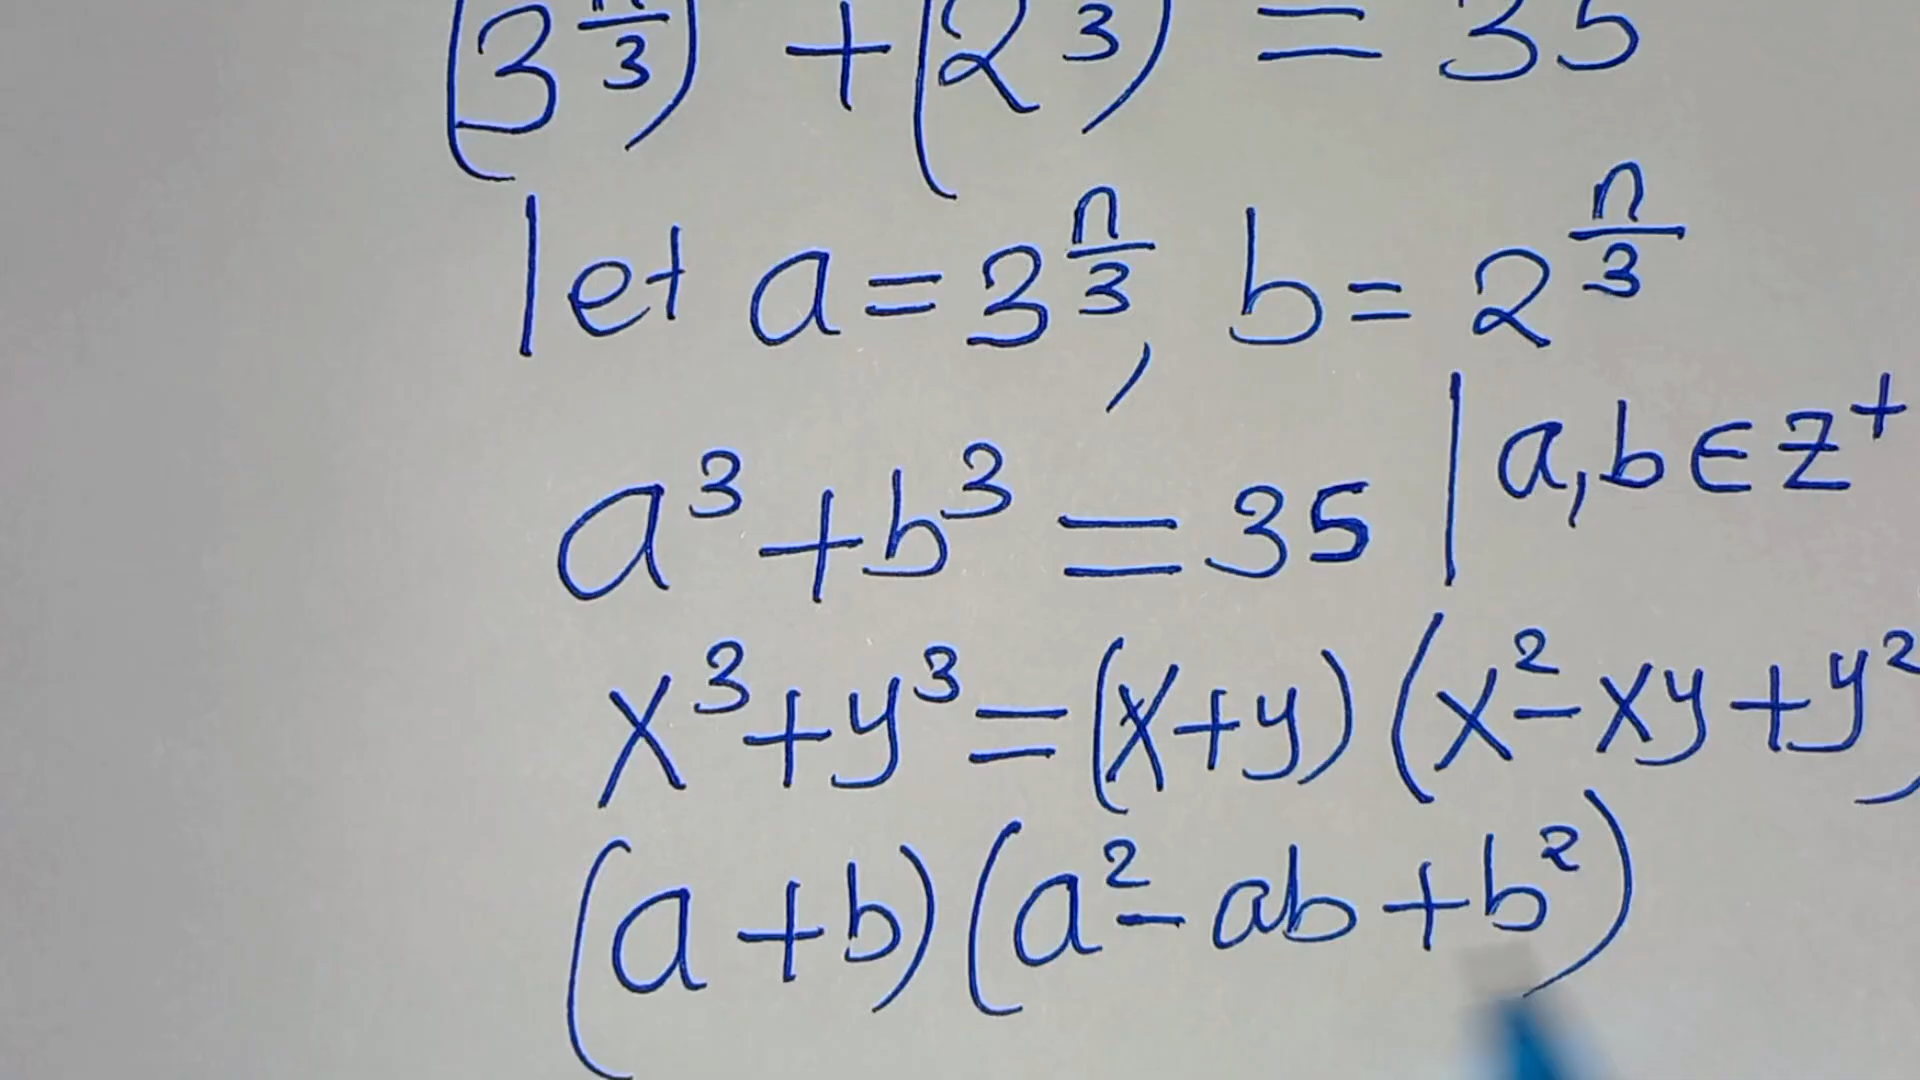 (3^(n/3)) + (2^(3)) = 35
let a = 3^(n/3), b = 2^(n/3)
a³ + b³ = 35 | a, b ∈ z⁺
x³ + y³ = (x + y)(x² - xy + y²)
(a + b)(a² - ab + b²)